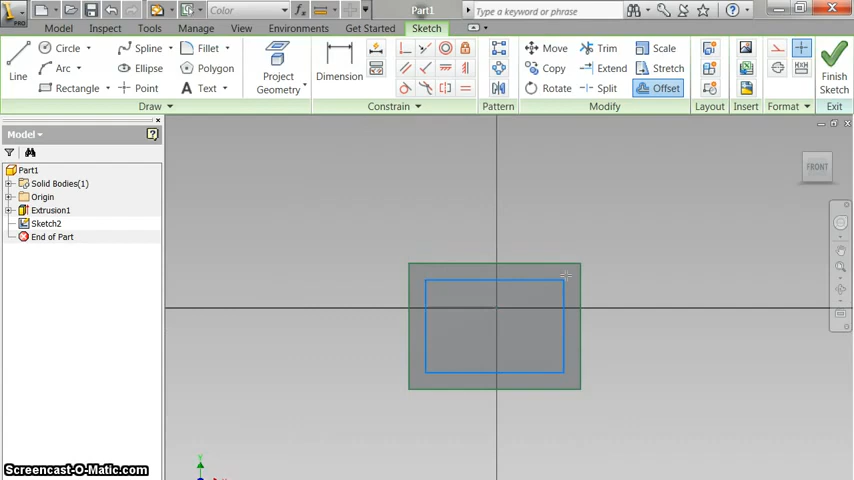 PRO
Color
Part1
Type a keyword or phrase
Model Inspect Tools Manage View Environments Get Started Sketch
Line
Circle
Arc
Rectangle
Spline
Ellipse
Point
Fillet
Polygon
Text
Project
Geometry
Dimension
Move
Copy
Rotate
Trim
Extend
Split
Scale
Stretch
Offset
Finish
Sketch
Draw Constrain Pattern Modify Layout Insert Format Exit
Model
Part1
Solid Bodies(1)
Origin
Extrusion1
Sketch2
End of Part
FRONT
Y
Screencast-O-Matic.com